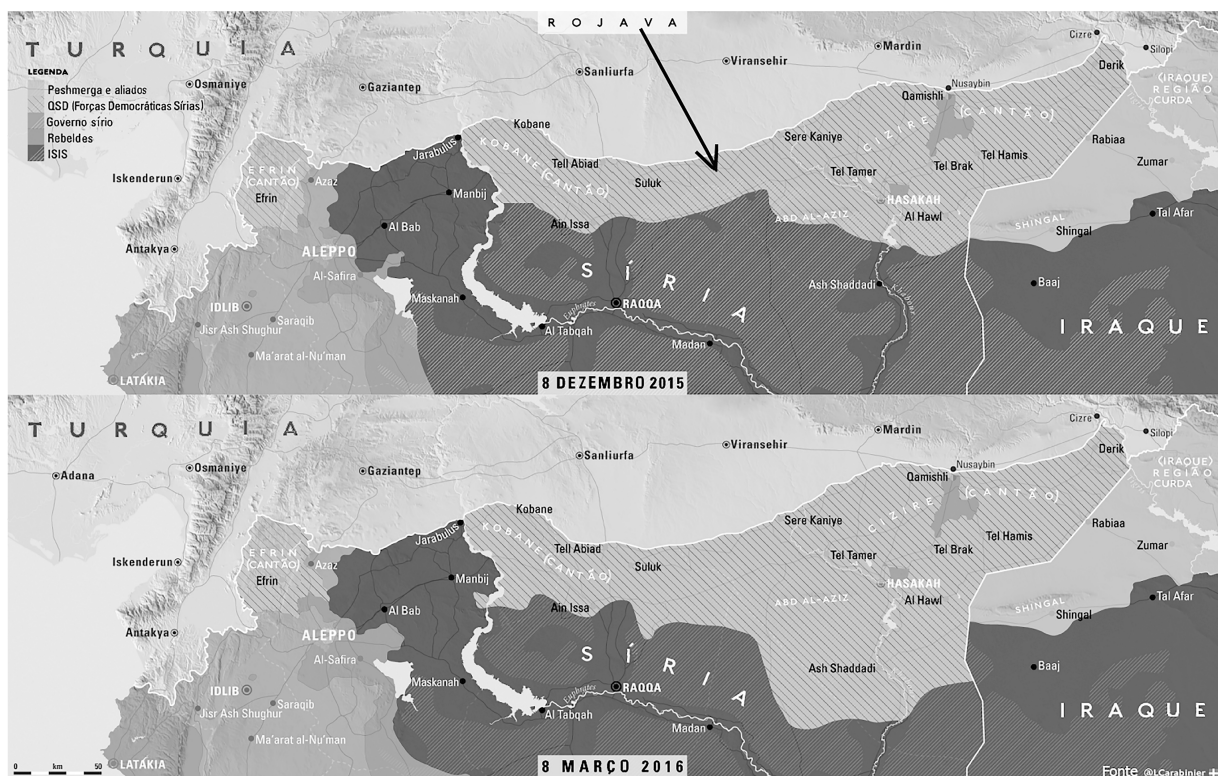 R O J A V A
T U R Q U I A
LEGENDA
Peshmerga e aliados
QSD (Forças Democráticas Sírias)
Governo sírio
Rebeldes
ISIS
Osmaniye
Gaziantep
Sanliurfa
Viransehir
Mardin
Cizre
Silopi
Derik
Nusaybin
Qamishli
(IRAQUE)
REGIÃO
CURDA
Kobane
Jarabulus
KOBANE (CANTÃO)
Tell Abiad
Suluk
Sere Kaniye
CIZIRE (CANTÃO)
Tel Tamer
Tel Brak
Tel Hamis
Rabiaa
Zumar
Iskenderun
EFRIN
(CANTÃO)
Efrin
Azaz
Manbij
Al Bab
Ain Issa
ABD AL-AZIZ
HASAKAH
Al Hawl
SHINGAL
Shingal
Tal Afar
Antakya
ALEPPO
Al-Safira
SÍRIA
Ash Shaddadi
Khabour
Baaj
IDLIB
Maskanah
Euphrates
RAQQA
Al Tabqah
Madan
IRAQUE
Jisr Ash Shughur
Saraqib
Ma'arat al-Nu'man
LATAKIA
8 DEZEMBRO 2015
T U R Q U I A
Adana
Osmaniye
Gaziantep
Sanliurfa
Viransehir
Mardin
Cizre
Silopi
Derik
Nusaybin
Qamishli
(IRAQUE)
REGIÃO
CURDA
Kobane
Jarabulus
KOBANE (CANTÃO)
Tell Abiad
Suluk
Sere Kaniye
CIZIRE (CANTÃO)
Tel Tamer
Tel Brak
Tel Hamis
Rabiaa
Zumar
Iskenderun
EFRIN
(CANTÃO)
Efrin
Azaz
Manbij
Al Bab
Ain Issa
ABD AL-AZIZ
HASAKAH
Al Hawl
SHINGAL
Shingal
Tal Afar
Antakya
ALEPPO
Al-Safira
SÍRIA
Ash Shaddadi
Baaj
IDLIB
Maskanah
Euphrates
RAQQA
Al Tabqah
Madan
IRAQUE
Jisr Ash Shughur
Saraqib
Ma'arat al-Nu'man
LATAKIA
0 km 50
8 MARÇO 2016
Fonte @LCarabinier